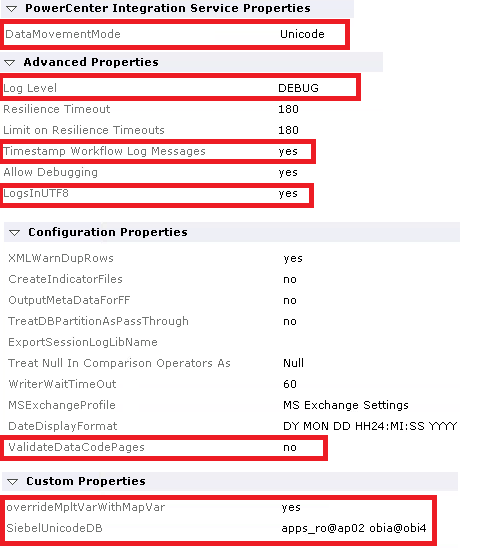 PowerCenter Integration Service Properties
DataMovementMode Unicode
Advanced Properties
Log Level DEBUG
Resilience Timeout 180
Limit on Resilience Timeouts 180
Timestamp Workflow Log Messages yes
Allow Debugging yes
LogsInUTF8 yes
Configuration Properties
XMLWarnDupRows yes
CreateIndicatorFiles no
OutputMetaDataForFF no
TreatDBPartitionAsPassThrough no
ExportSessionLogLibName
Treat Null In Comparison Operators As Null
WriterWaitTimeOut 60
MSExchangeProfile MS Exchange Settings
DateDisplayFormat DY MON DD HH24:MI:SS YYYY
ValidateDataCodePages no
Custom Properties
overrideMpltVarWithMapVar yes
SiebelUnicodeDB apps_ro@ap02 obia@obi4